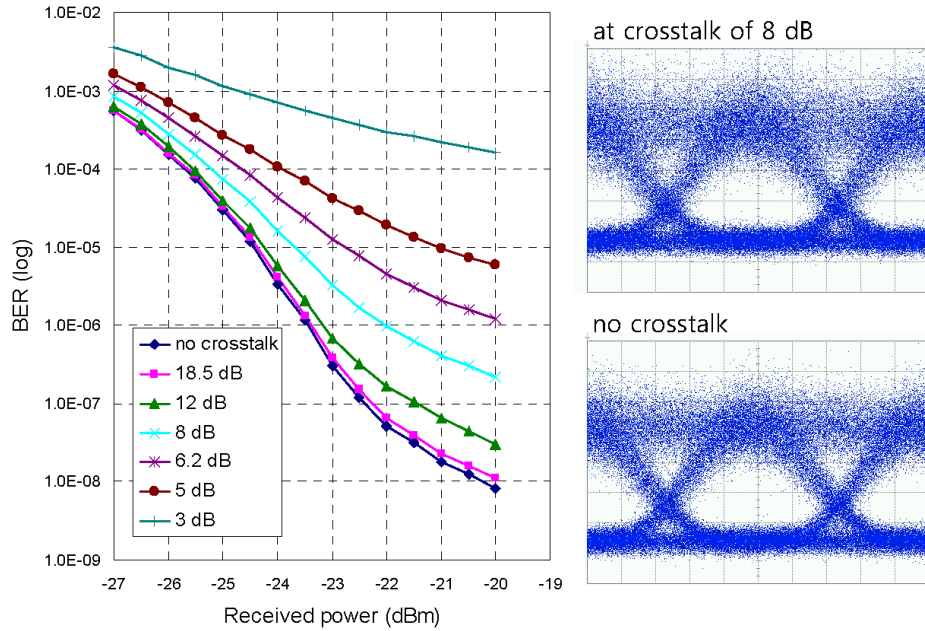 1.0E-02
1.0E-03
1.0E-04
1.0E-05
1.0E-06
1.0E-07
1.0E-08
1.0E-09
BER (log)
no crosstalk
18.5 dB
12 dB
8 dB
6.2 dB
5 dB
3 dB
-27 -26 -25 -24 -23 -22 -21 -20 -19
Received power (dBm)
at crosstalk of 8 dB
no crosstalk